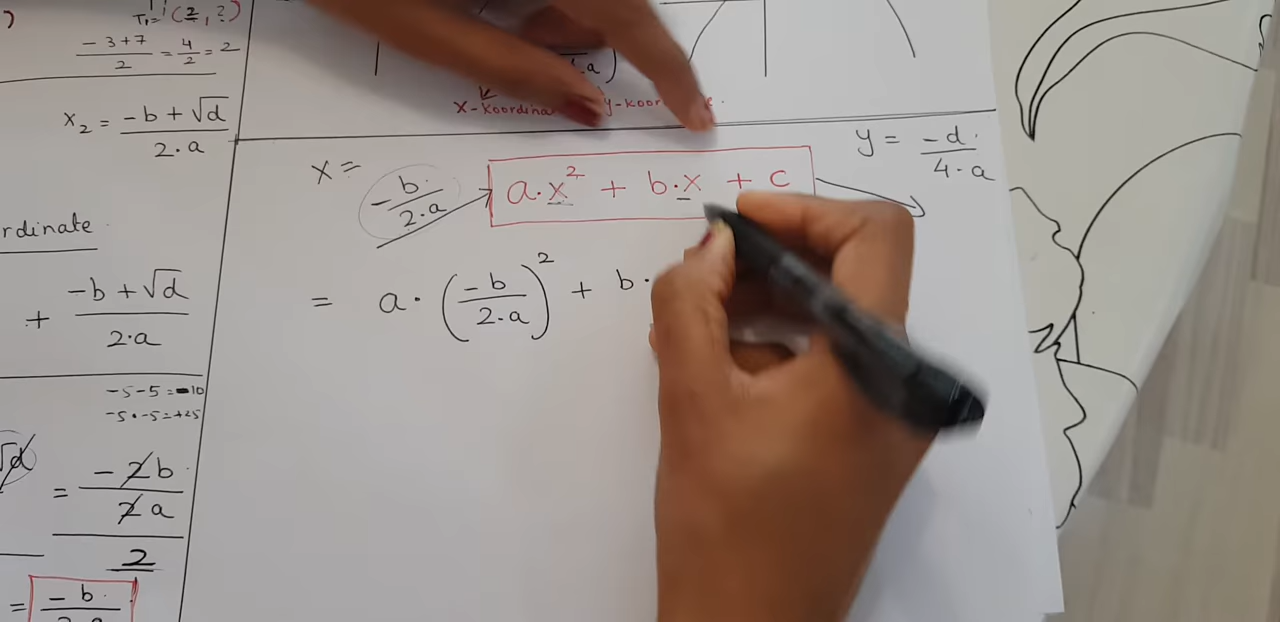 T₁ = (2, ?)
-3+7/2 = 4/2 = 2
x₂ = -b + √d / 2·a
rdinate
+ -b + √d / 2·a
-5-5 = -10
-5·-5 = +25
√d = -2b / 2a
2
= -b
x-koordina y-koor
x = -b / 2·a
a·x² + b·x + c
y = -d / 4·a
= a·(-b / 2·a)² + b·